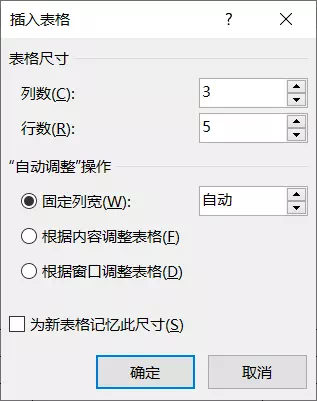 插入表格 ?
表格尺寸
列数(C): 3
行数(R): 5
“自动调整”操作
固定列宽(W): 自动
根据内容调整表格(F)
根据窗口调整表格(D)
为新表格记忆此尺寸(S)
确定 取消